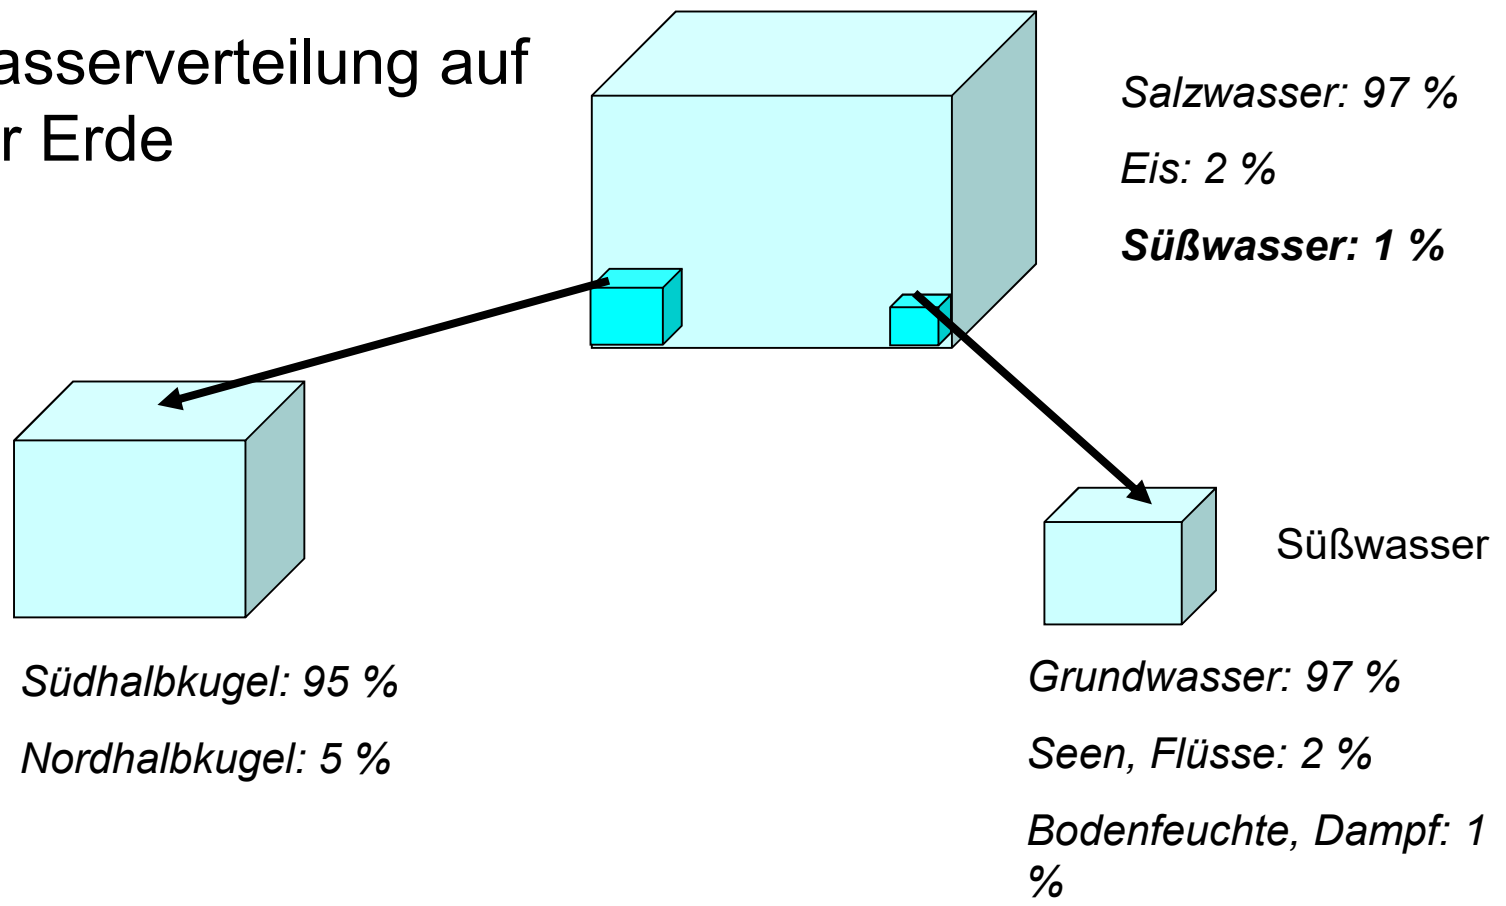 asserverteilung auf
r Erde
Salzwasser: 97 %
Eis: 2 %
Süßwasser: 1 %
Südhalbkugel: 95 %
Nordhalbkugel: 5 %
Süßwasser
Grundwasser: 97 %
Seen, Flüsse: 2 %
Bodenfeuchte, Dampf: 1
%